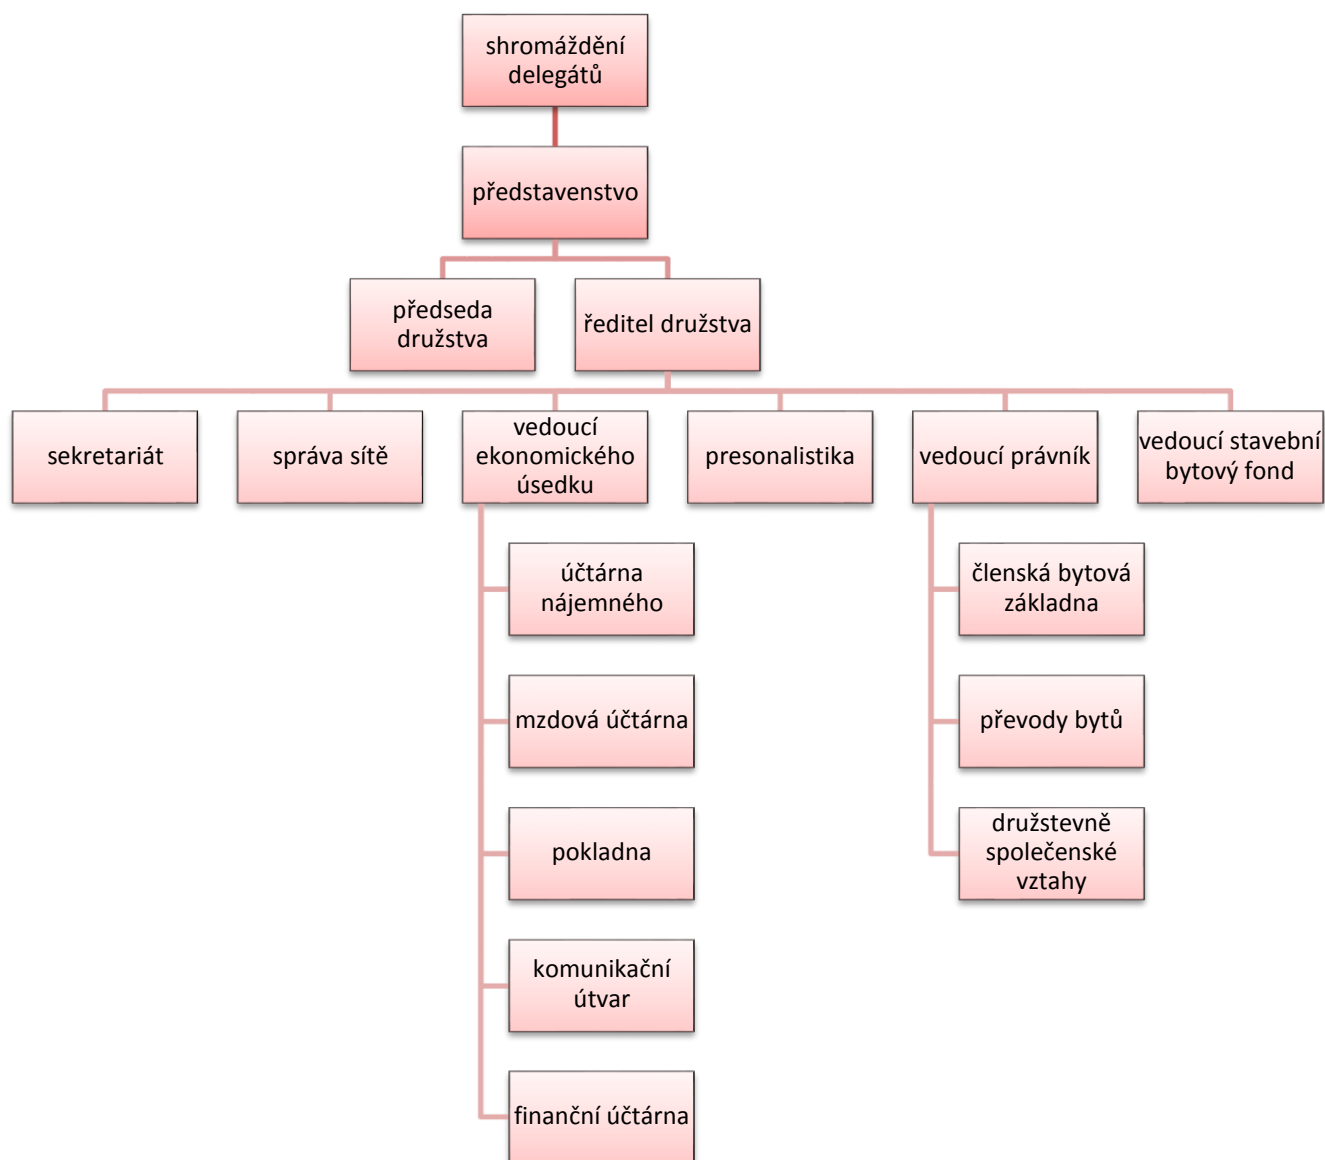 shromáždění
delegátů
představenstvo
předseda
družstva
ředitel družstva
sekretariát
správa sítě
vedoucí
ekonomického
úsedku
presonalistika
vedoucí právník
vedoucí stavební
bytový fond
účtárna
nájemného
mzdová účtárna
pokladna
komunikační
útvar
finanční účtárna
členská bytová
základna
převody bytů
družstevně
společenské
vztahy